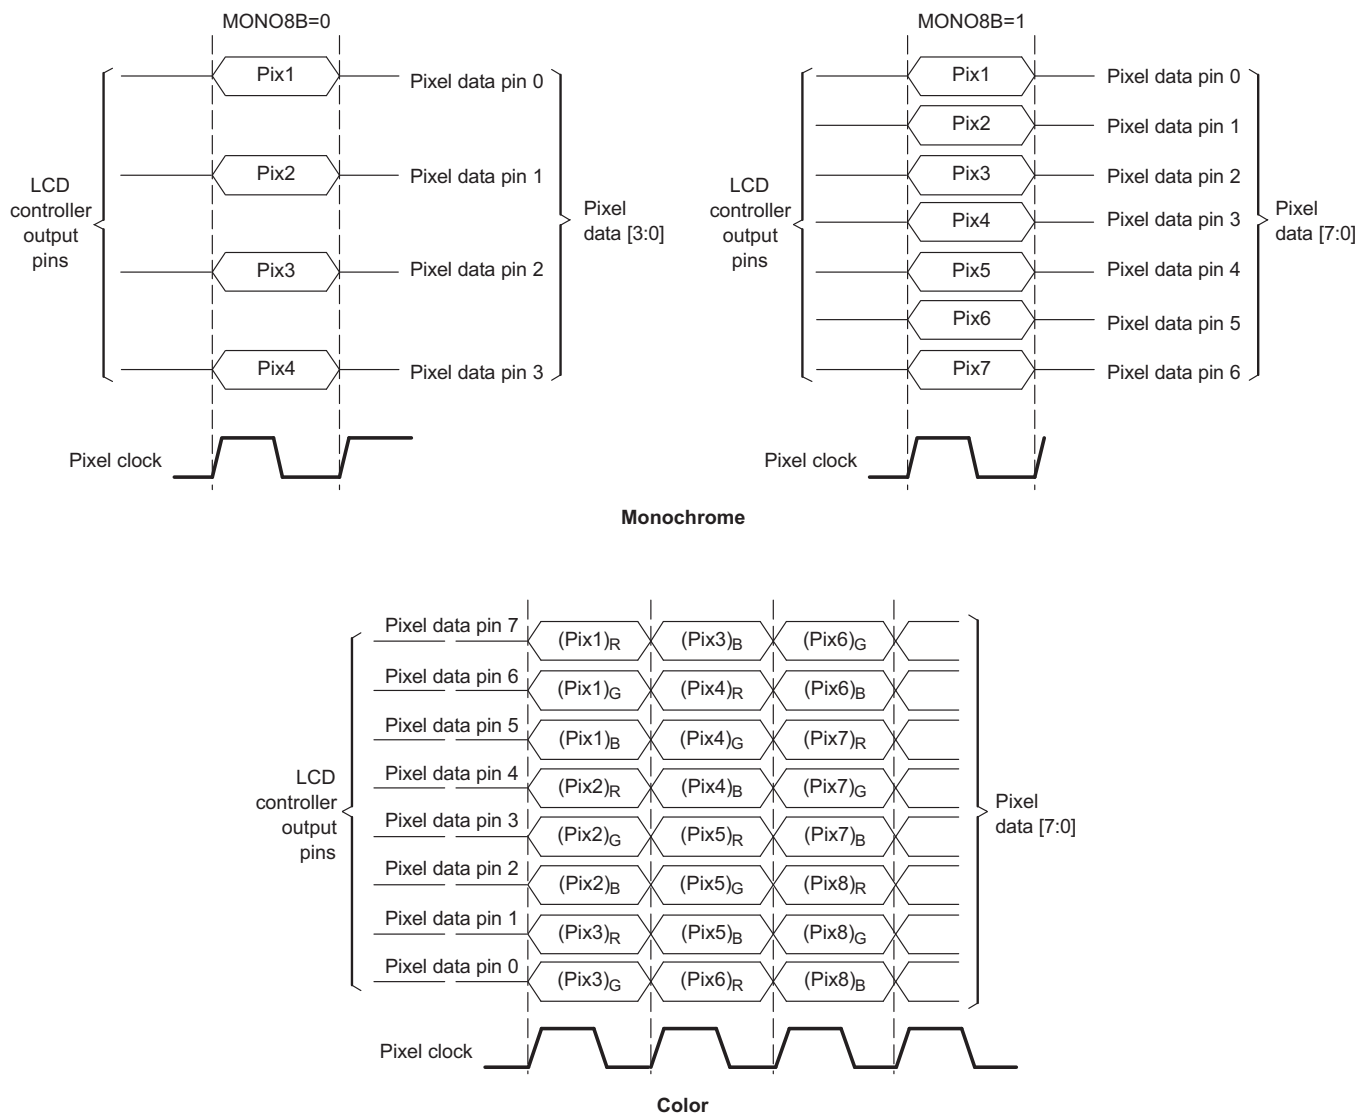 MONO8B=0
Pix1
Pixel data pin 0
Pix2
Pixel data pin 1
Pix3
Pixel data pin 2
Pix4
Pixel data pin 3
LCD
controller
output
pins
Pixel
data [3:0]
Pixel clock
MONO8B=1
Pix1
Pixel data pin 0
Pix2
Pixel data pin 1
Pix3
Pixel data pin 2
Pix4
Pixel data pin 3
Pix5
Pixel data pin 4
Pix6
Pixel data pin 5
Pix7
Pixel data pin 6
LCD
controller
output
pins
Pixel
data [7:0]
Pixel clock
Monochrome
Pixel data pin 7 (Pix1)R (Pix3)B (Pix6)G
Pixel data pin 6 (Pix1)G (Pix4)R (Pix6)B
Pixel data pin 5 (Pix1)B (Pix4)G (Pix7)R
Pixel data pin 4 (Pix2)R (Pix4)B (Pix7)G
Pixel data pin 3 (Pix2)G (Pix5)R (Pix7)B
Pixel data pin 2 (Pix2)B (Pix5)G (Pix8)R
Pixel data pin 1 (Pix3)R (Pix5)B (Pix8)G
Pixel data pin 0 (Pix3)G (Pix6)R (Pix8)B
LCD
controller
output
pins
Pixel
data [7:0]
Pixel clock
Color